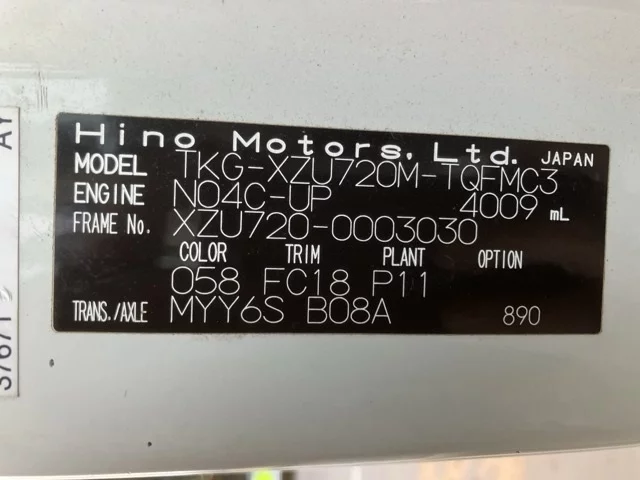 Hino Motors, Ltd. JAPAN
MODEL TKG-XZU720M-TQFMC3
ENGINE N04C-UP 4009 mL
FRAME No. XZU720-0003030
COLOR TRIM PLANT OPTION
058 FC18 P11
TRANS./AXLE MYY6S B08A 890
AY